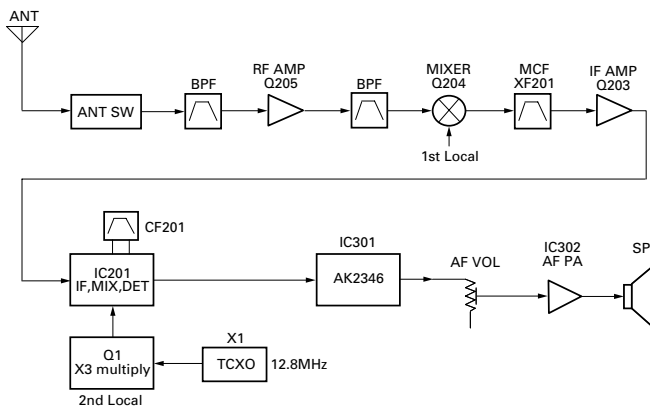 ANT
ANT SW
BPF
RF AMP
Q205
BPF
MIXER
Q204
1st Local
MCF
XF201
IF AMP
Q203
CF201
IC201
IF,MIX,DET
IC301
AK2346
AF VOL
IC302
AF PA
SP
Q1
X3 multiply
2nd Local
X1
TCXO
12.8MHz